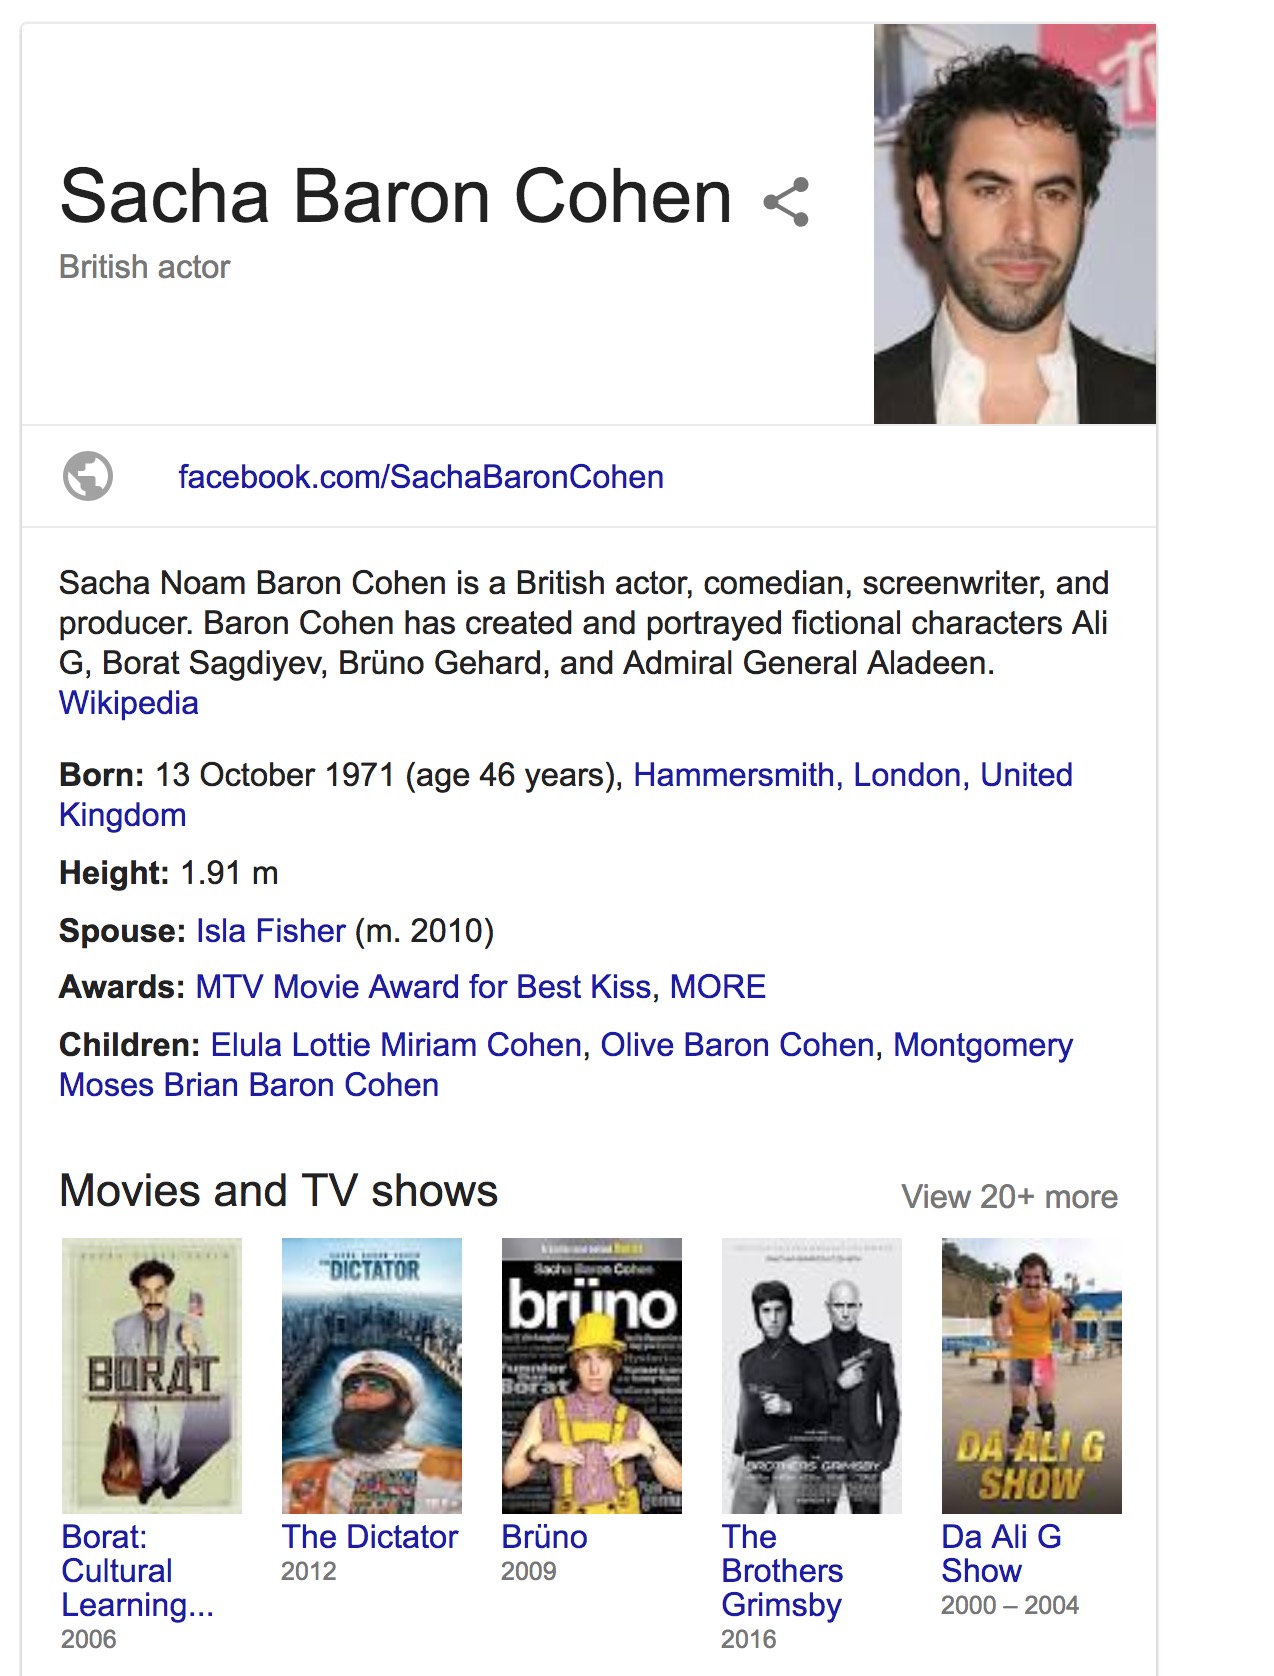 Sacha Baron Cohen
British actor
facebook.com/SachaBaronCohen
Sacha Noam Baron Cohen is a British actor, comedian, screenwriter, and
producer. Baron Cohen has created and portrayed fictional characters Ali
G, Borat Sagdiyev, Brüno Gehard, and Admiral General Aladeen.
Wikipedia
Born: 13 October 1971 (age 46 years), Hammersmith, London, United
Kingdom
Height: 1.91 m
Spouse: Isla Fisher (m. 2010)
Awards: MTV Movie Award for Best Kiss, MORE
Children: Elula Lottie Miriam Cohen, Olive Baron Cohen, Montgomery
Moses Brian Baron Cohen
Movies and TV shows
View 20+ more
BORAT
DICTATOR
Sacha Baron Cohen
brüno
Borat
BROTHERS GRIMSBY
DA ALI G
SHOW
Borat:
Cultural
Learning...
2006
The Dictator
2012
Brüno
2009
The
Brothers
Grimsby
2016
Da Ali G
Show
2000 – 2004